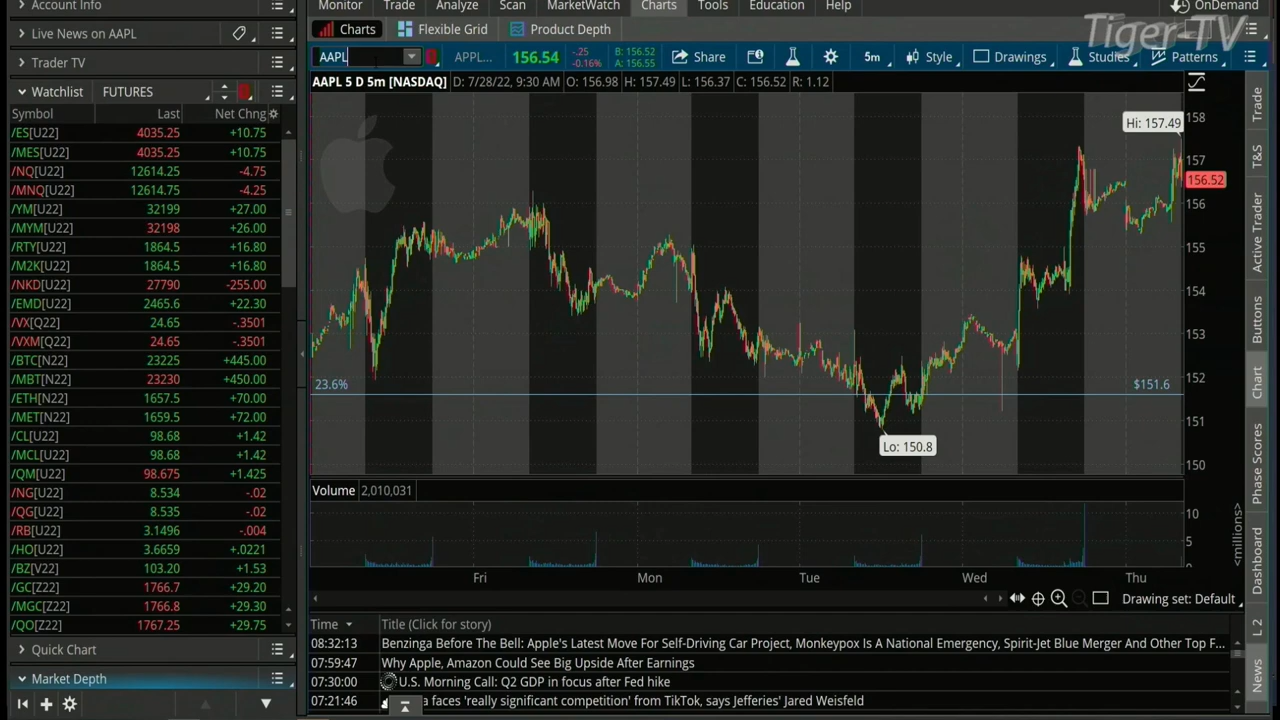 Account Info
Monitor Trade Analyze Scan MarketWatch Charts Tools Education Help
OnDemand
Live News on AAPL
Charts Flexible Grid Product Depth
Tiger-TV
Trader TV
AAPL APPL... 156.54 -.25 -0.16% B: 156.52 A: 156.55 Share 5m Style Drawings Studies Patterns
Watchlist FUTURES
AAPL 5 D 5m [NASDAQ] D: 7/28/22, 9:30 AM O: 156.98 H: 157.49 L: 156.37 C: 156.52 R: 1.12
Symbol Last Net Chng
/ES[U22] 4035.25 +10.75
/MES[U22] 4035.25 +10.75
/NQ[U22] 12614.25 -4.75
/MNQ[U22] 12614.75 -4.25
/YM[U22] 32199 +27.00
/MYM[U22] 32198 +26.00
/RTY[U22] 1864.5 +16.80
/M2K[U22] 1864.5 +16.80
/NKD[U22] 27790 -255.00
/EMD[U22] 2465.6 +22.30
/VX[Q22] 24.65 -.3501
/VXM[Q22] 24.65 -.3501
/BTC[N22] 23225 +445.00
/MBT[N22] 23230 +450.00
/ETH[N22] 1657.5 +70.00
/MET[N22] 1659.5 +72.00
/CL[U22] 98.68 +1.42
/MCL[U22] 98.68 +1.42
/QM[U22] 98.675 +1.425
/NG[U22] 8.534 -.02
/QG[U22] 8.534 -.02
/RB[U22] 3.1496 -.004
/HO[U22] 3.6659 +.0221
/BZ[V22] 103.20 +1.53
/GC[Z22] 1766.7 +29.20
/MGC[Z22] 1766.8 +29.30
/QO[Z22] 1767.25 +29.75
Quick Chart
Market Depth
Hi: 157.49
158
157
156.52
156
155
154
153
152
151
150
23.6% $151.6
Lo: 150.8
Volume 2,010,031
10
5
0
<millions>
Fri Mon Tue Wed Thu
Drawing set: Default
Time Title (Click for story)
08:32:13 Benzinga Before The Bell: Apple's Latest Move For Self-Driving Car Project, Monkeypox Is A National Emergency, Spirit-Jet Blue Merger And Other Top F...
07:59:47 Why Apple, Amazon Could See Big Upside After Earnings
07:30:00 U.S. Morning Call: Q2 GDP in focus after Fed hike
07:21:46 a faces 'really significant competition' from TikTok, says Jefferies' Jared Weisfeld
Trade
T&S
Active Trader
Buttons
Chart
Phase Scores
Dashboard
L 2
News